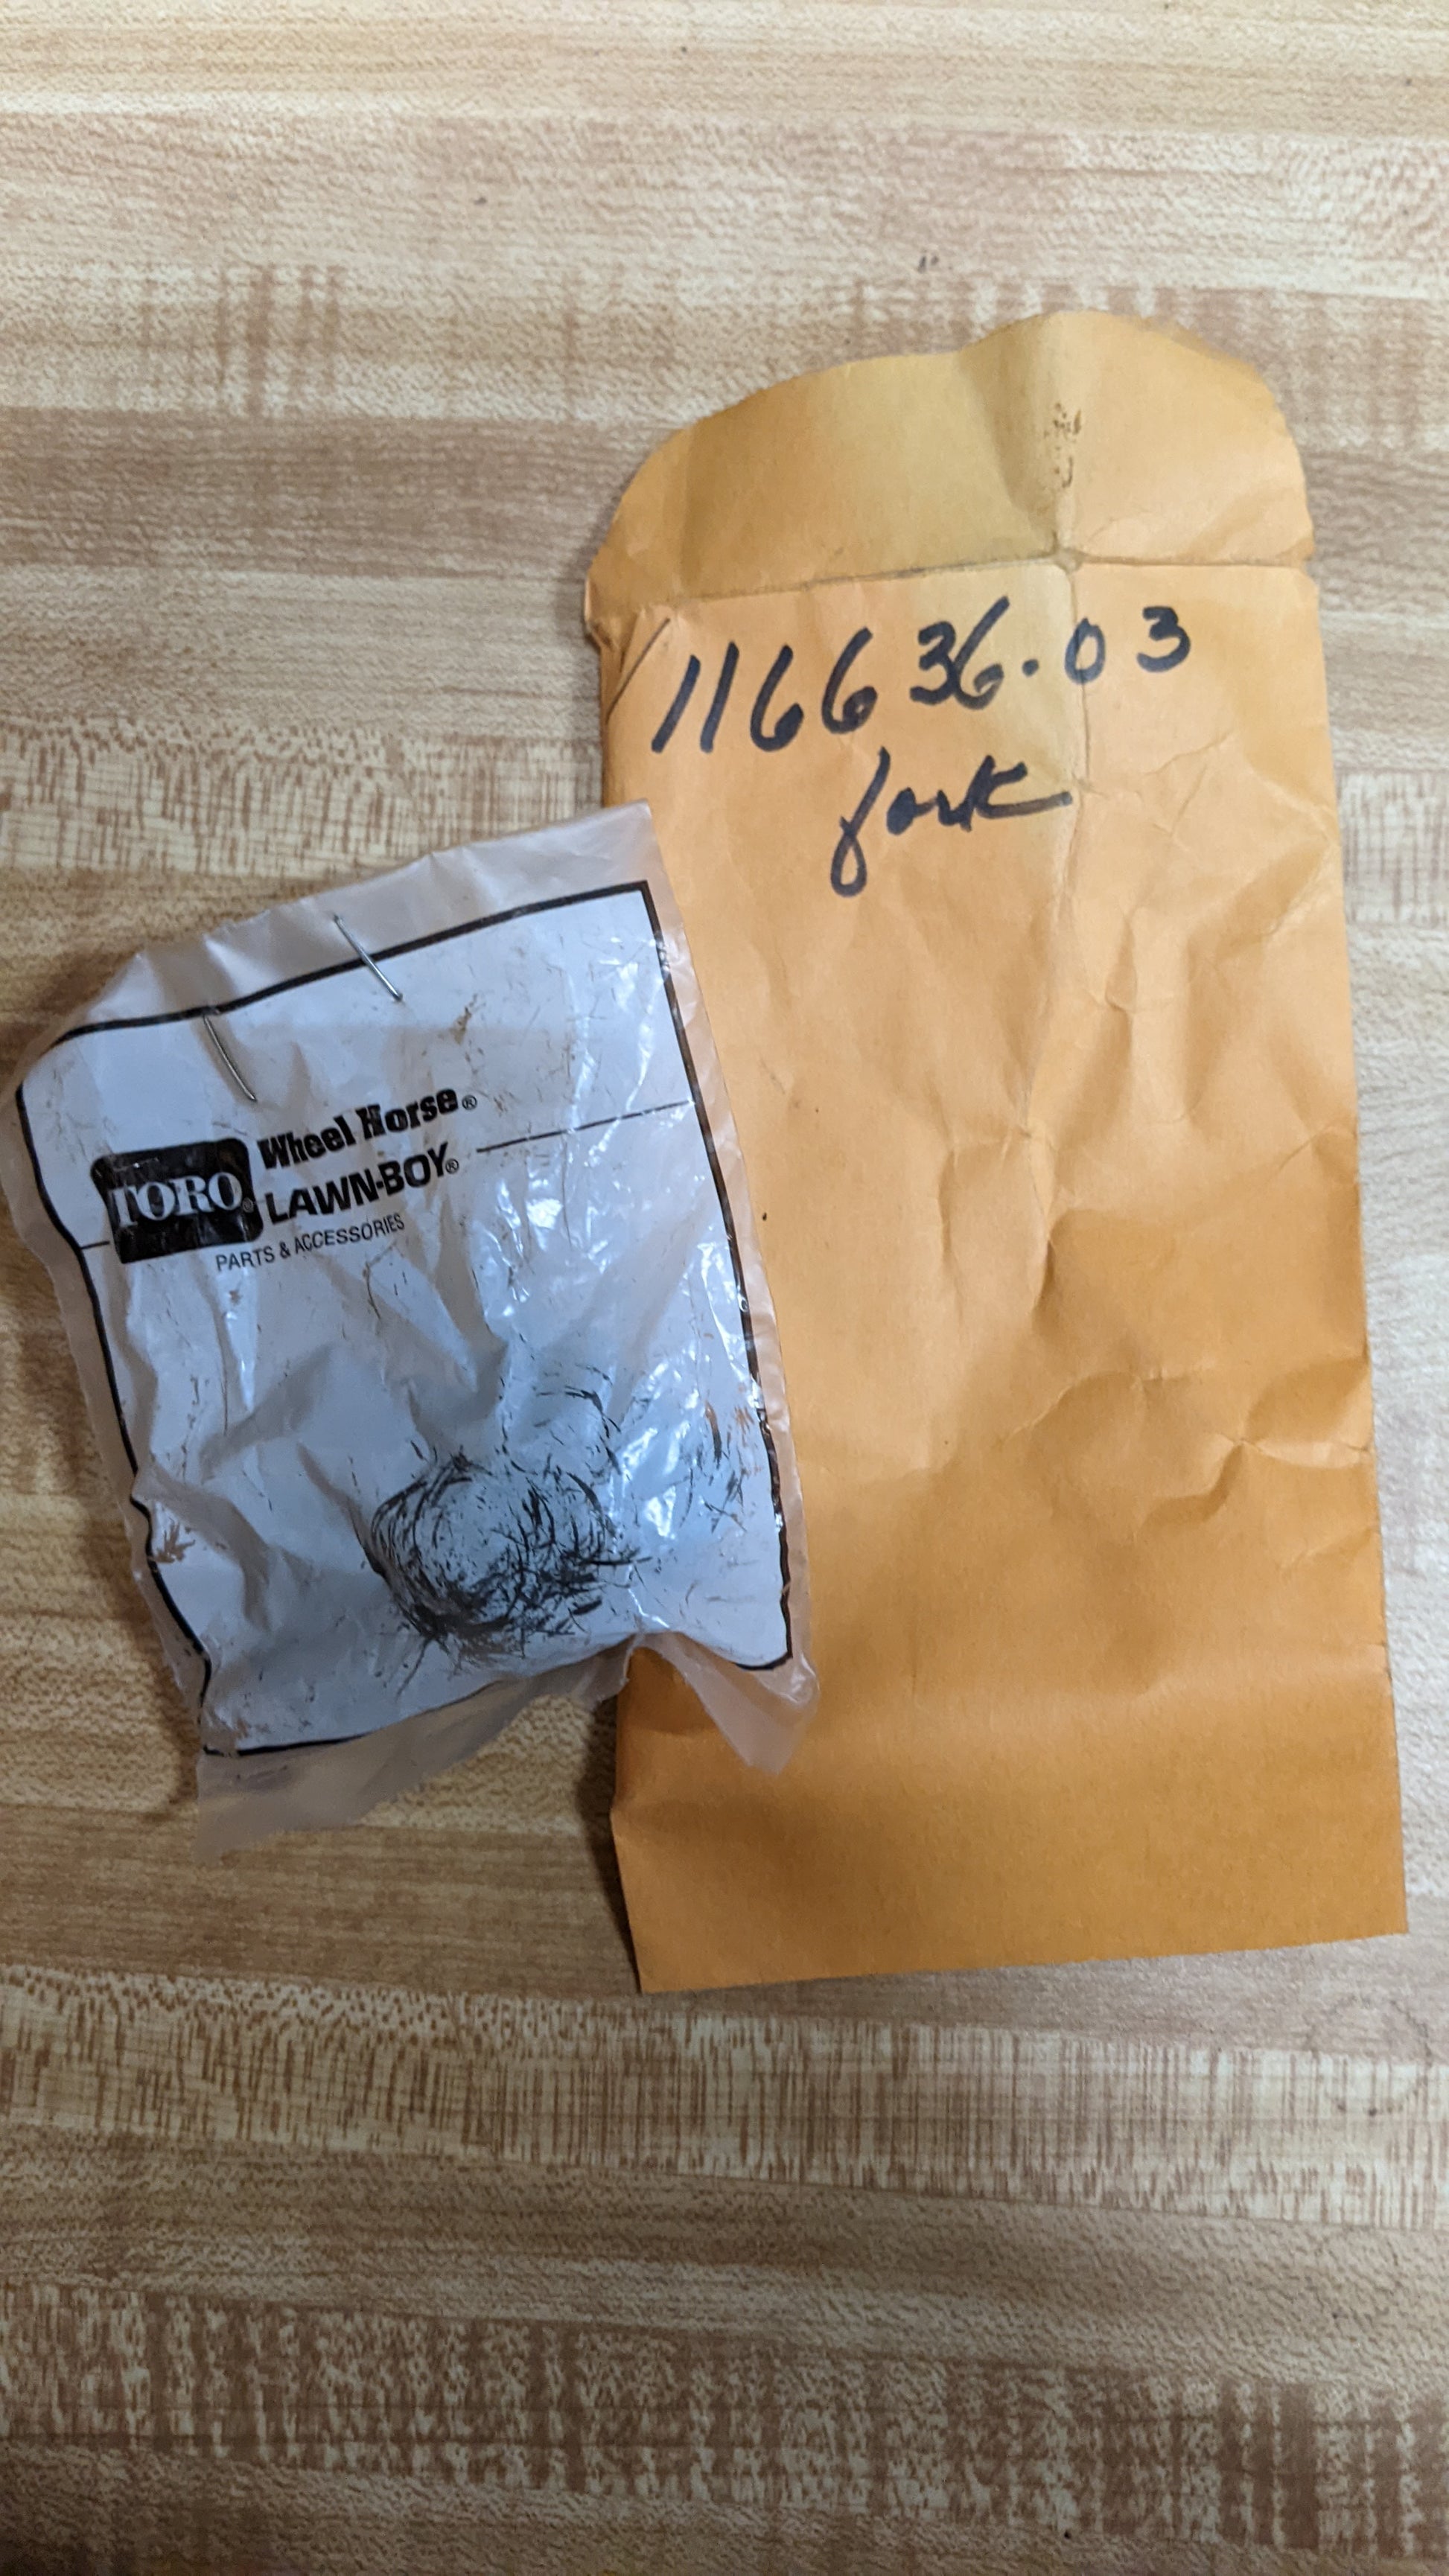 116636-03
fork
Wheel Horse®
TORO® LAWN-BOY®
PARTS & ACCESSORIES